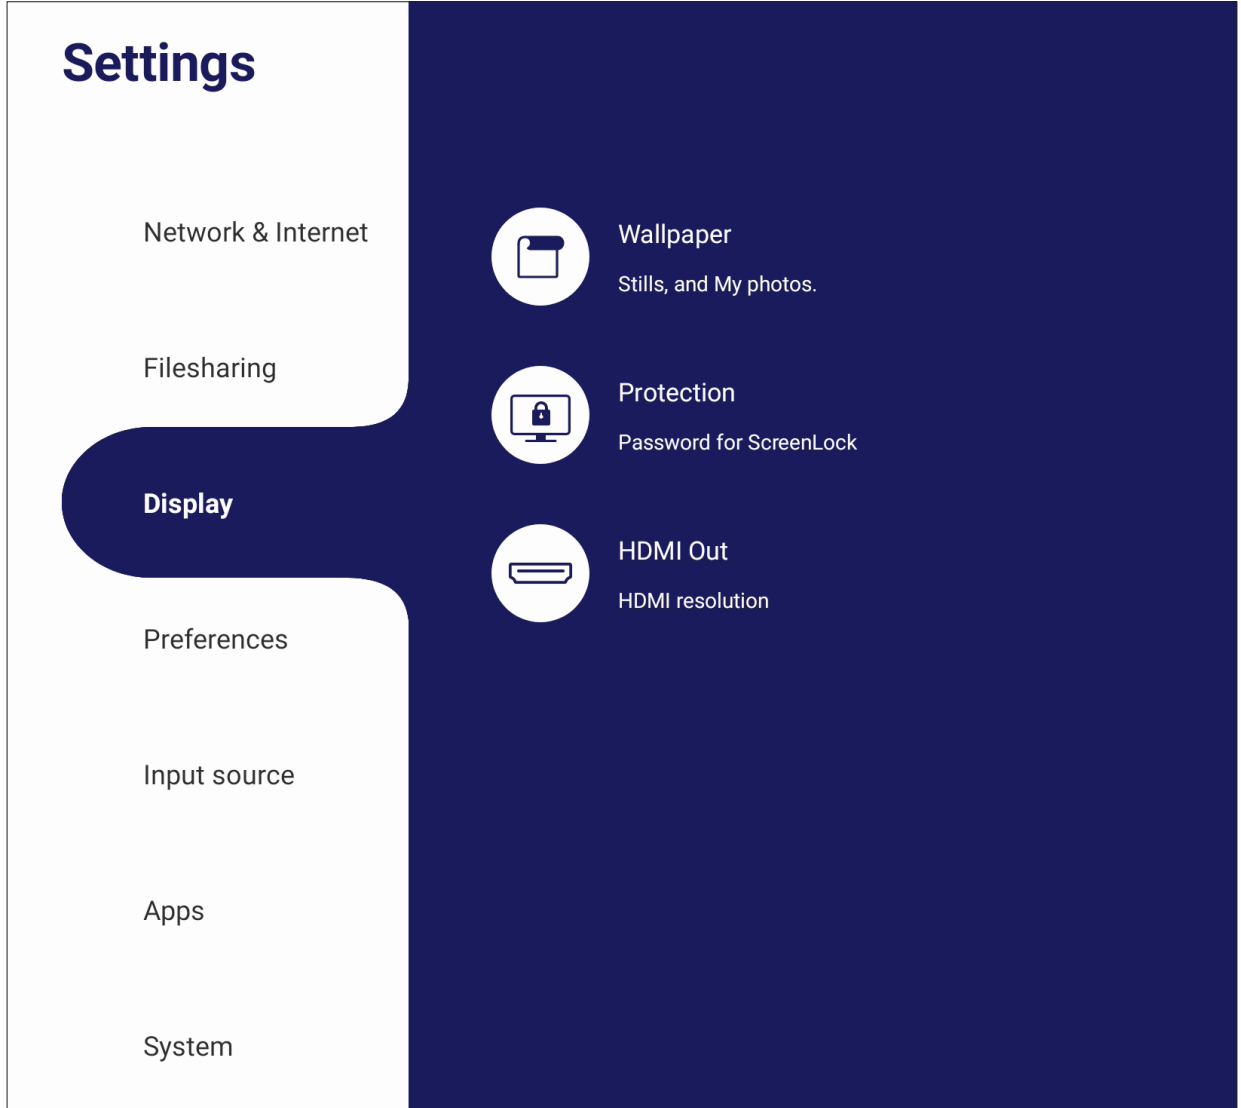 Settings
Network & Internet
Filesharing
Display
Preferences
Input source
Apps
System
Wallpaper
Stills, and My photos.
Protection
Password for ScreenLock
HDMI Out
HDMI resolution